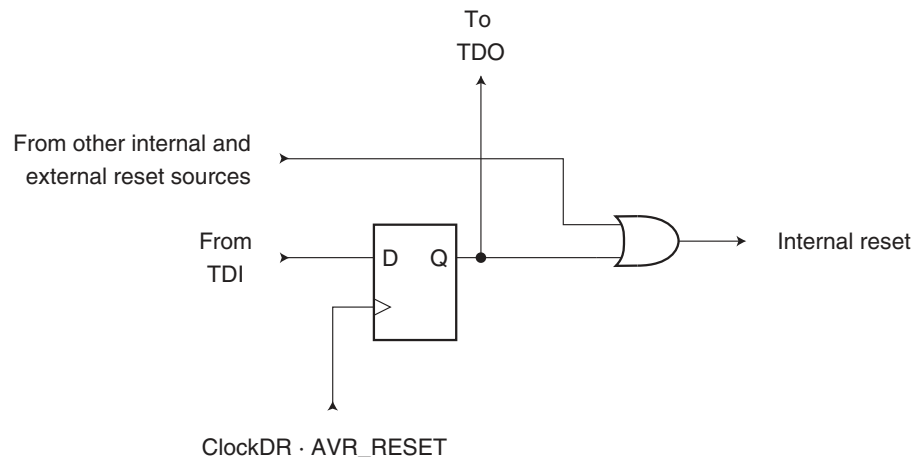 To
TDO
From other internal and
external reset sources
From
TDI
D Q
Internal reset
ClockDR · AVR_RESET